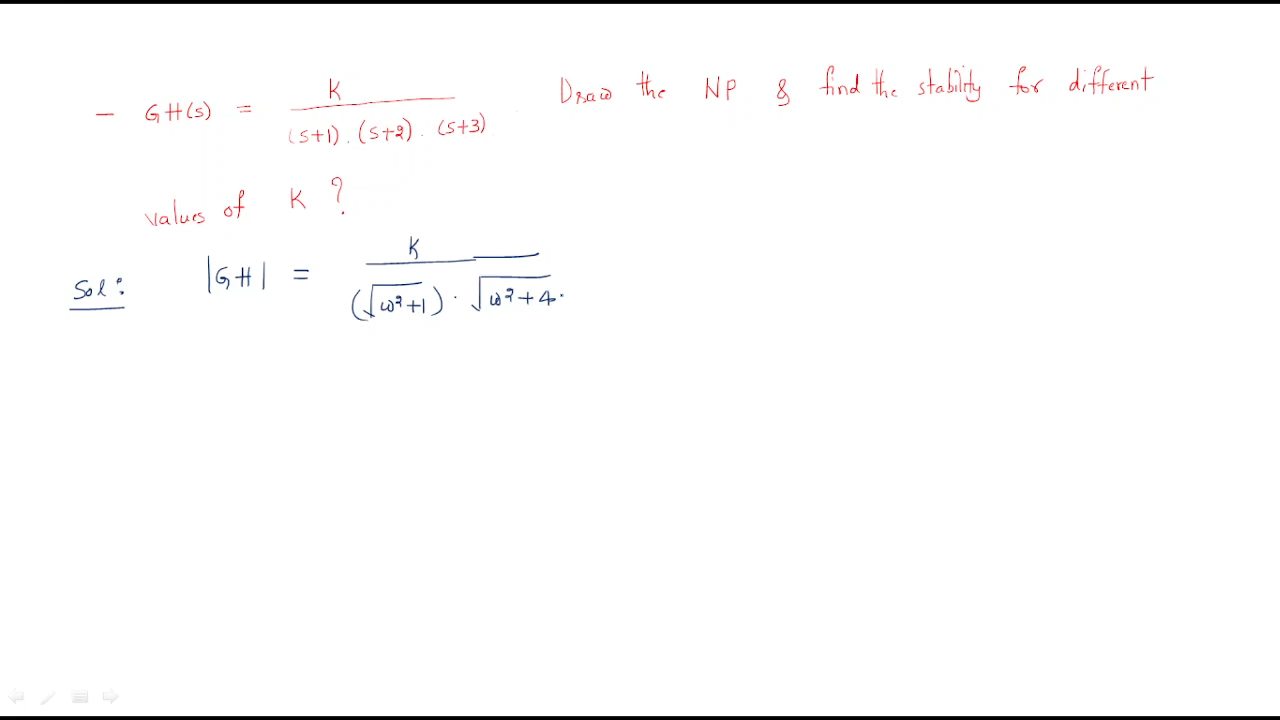 - GH(s) = K / (s+1) . (s+2) . (s+3) Draw the NP & find the stability for different
values of K ?
Sol: |GH| = K / (√ω²+1) . √ω²+4.